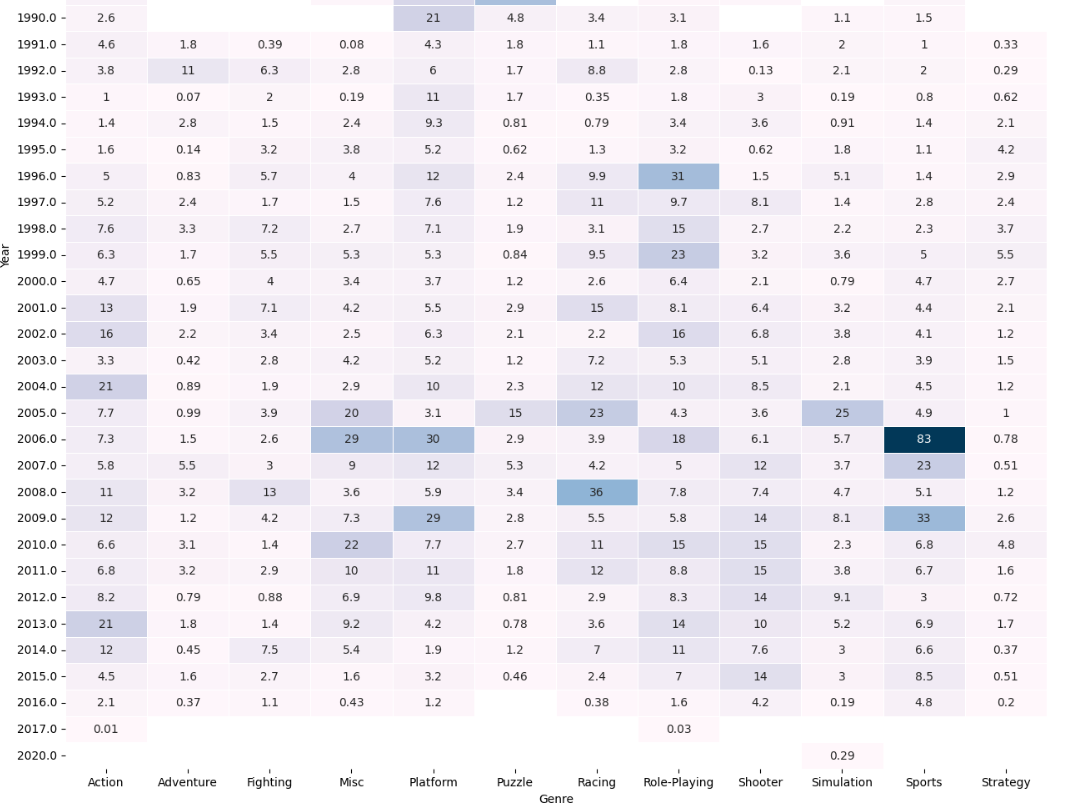 1990.0 2.6 21 4.8 3.4 3.1 1.1 1.5
1991.0 4.6 1.8 0.39 0.08 4.3 1.8 1.1 1.8 1.6 2 1 0.33
1992.0 3.8 11 6.3 2.8 6 1.7 8.8 2.8 0.13 2.1 2 0.29
1993.0 1 0.07 2 0.19 11 1.7 0.35 1.8 3 0.19 0.8 0.62
1994.0 1.4 2.8 1.5 2.4 9.3 0.81 0.79 3.4 3.6 0.91 1.4 2.1
1995.0 1.6 0.14 3.2 3.8 5.2 0.62 1.3 3.2 0.62 1.8 1.1 4.2
1996.0 5 0.83 5.7 4 12 2.4 9.9 31 1.5 5.1 1.4 2.9
1997.0 5.2 2.4 1.7 1.5 7.6 1.2 11 9.7 8.1 1.4 2.8 2.4
1998.0 7.6 3.3 7.2 2.7 7.1 1.9 3.1 15 2.7 2.2 2.3 3.7
Year
1999.0 6.3 1.7 5.5 5.3 5.3 0.84 9.5 23 3.2 3.6 5 5.5
2000.0 4.7 0.65 4 3.4 3.7 1.2 2.6 6.4 2.1 0.79 4.7 2.7
2001.0 13 1.9 7.1 4.2 5.5 2.9 15 8.1 6.4 3.2 4.4 2.1
2002.0 16 2.2 3.4 2.5 6.3 2.1 2.2 16 6.8 3.8 4.1 1.2
2003.0 3.3 0.42 2.8 4.2 5.2 1.2 7.2 5.3 5.1 2.8 3.9 1.5
2004.0 21 0.89 1.9 2.9 10 2.3 12 10 8.5 2.1 4.5 1.2
2005.0 7.7 0.99 3.9 20 3.1 15 23 4.3 3.6 25 4.9 1
2006.0 7.3 1.5 2.6 29 30 2.9 3.9 18 6.1 5.7 83 0.78
2007.0 5.8 5.5 3 9 12 5.3 4.2 5 12 3.7 23 0.51
2008.0 11 3.2 13 3.6 5.9 3.4 36 7.8 7.4 4.7 5.1 1.2
2009.0 12 1.2 4.2 7.3 29 2.8 5.5 5.8 14 8.1 33 2.6
2010.0 6.6 3.1 1.4 22 7.7 2.7 11 15 15 2.3 6.8 4.8
2011.0 6.8 3.2 2.9 10 11 1.8 12 8.8 15 3.8 6.7 1.6
2012.0 8.2 0.79 0.88 6.9 9.8 0.81 2.9 8.3 14 9.1 3 0.72
2013.0 21 1.8 1.4 9.2 4.2 0.78 3.6 14 10 5.2 6.9 1.7
2014.0 12 0.45 7.5 5.4 1.9 1.2 7 11 7.6 3 6.6 0.37
2015.0 4.5 1.6 2.7 1.6 3.2 0.46 2.4 7 14 3 8.5 0.51
2016.0 2.1 0.37 1.1 0.43 1.2 0.38 1.6 4.2 0.19 4.8 0.2
2017.0 0.01 0.03
2020.0 0.29
Action Adventure Fighting Misc Platform Puzzle Racing Role-Playing Shooter Simulation Sports Strategy
Genre